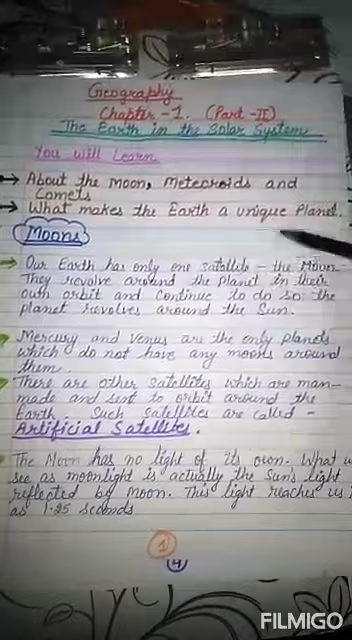 Geography
Chapter-1. (Part-II)
The Earth in the Solar System
You will Learn
→ About the Moon, Meteoroids and
Comets
→ What makes the Earth a unique Planet.
Moons
→ Our Earth has only one satellite - the Moon
They revolve around the planet in their
own orbit and continue to do so the
planet revolves around the Sun.
Mercury and Venus are the only planets
which do not have any moons around
them.
There are other satellites which are man-
made and sent to orbit around the
Earth. Such satellites are called -
Artificial Satellites.
The Moon has no light of its own. What
see as moonlight is actually the Sun's light
reflected by Moon. This light reaches us
as 1.25 seconds
1
4
FILMIGO